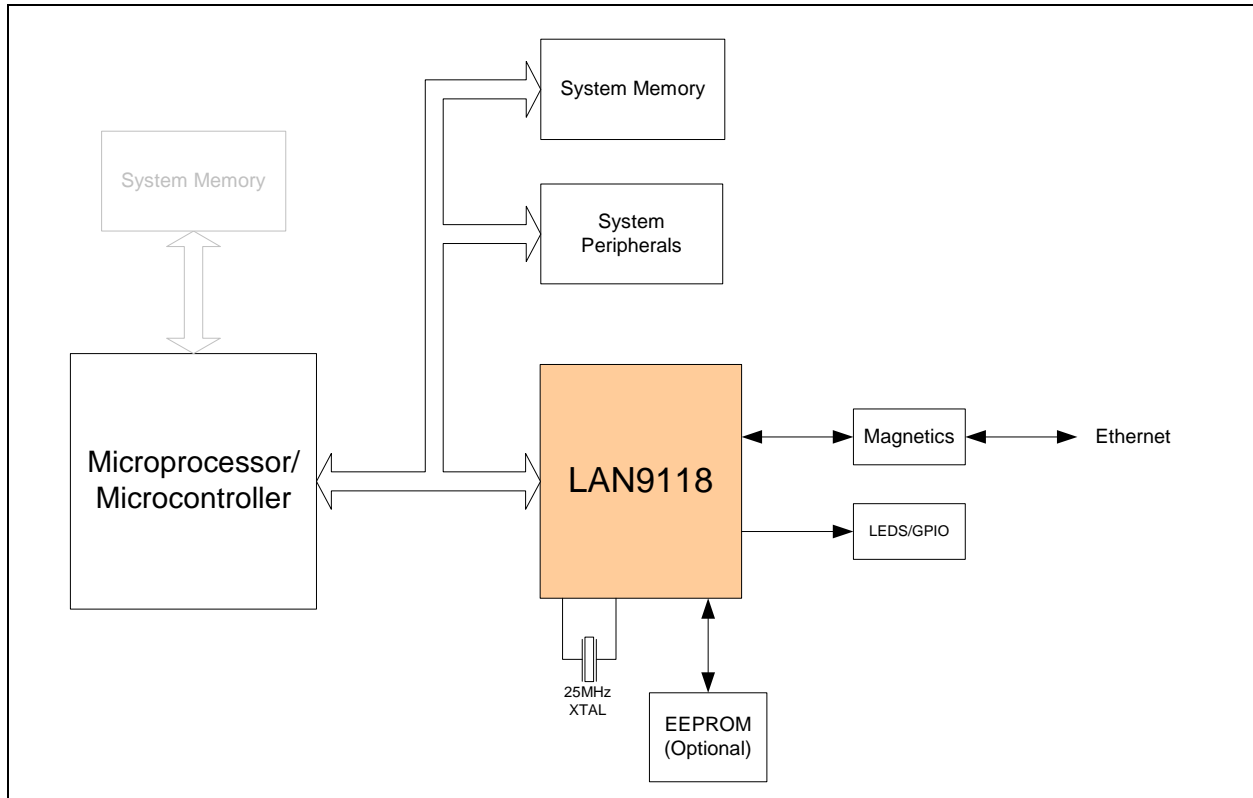 System Memory
System Memory
System
Peripherals
Microprocessor/
Microcontroller
LAN9118
Magnetics
Ethernet
LEDS/GPIO
25MHz
XTAL
EEPROM
(Optional)